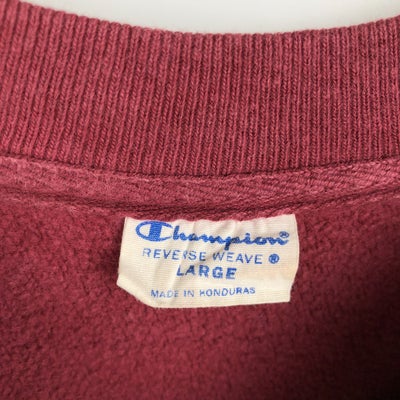 Champion
REVERSE WEAVE ®
LARGE
MADE IN HONDURAS